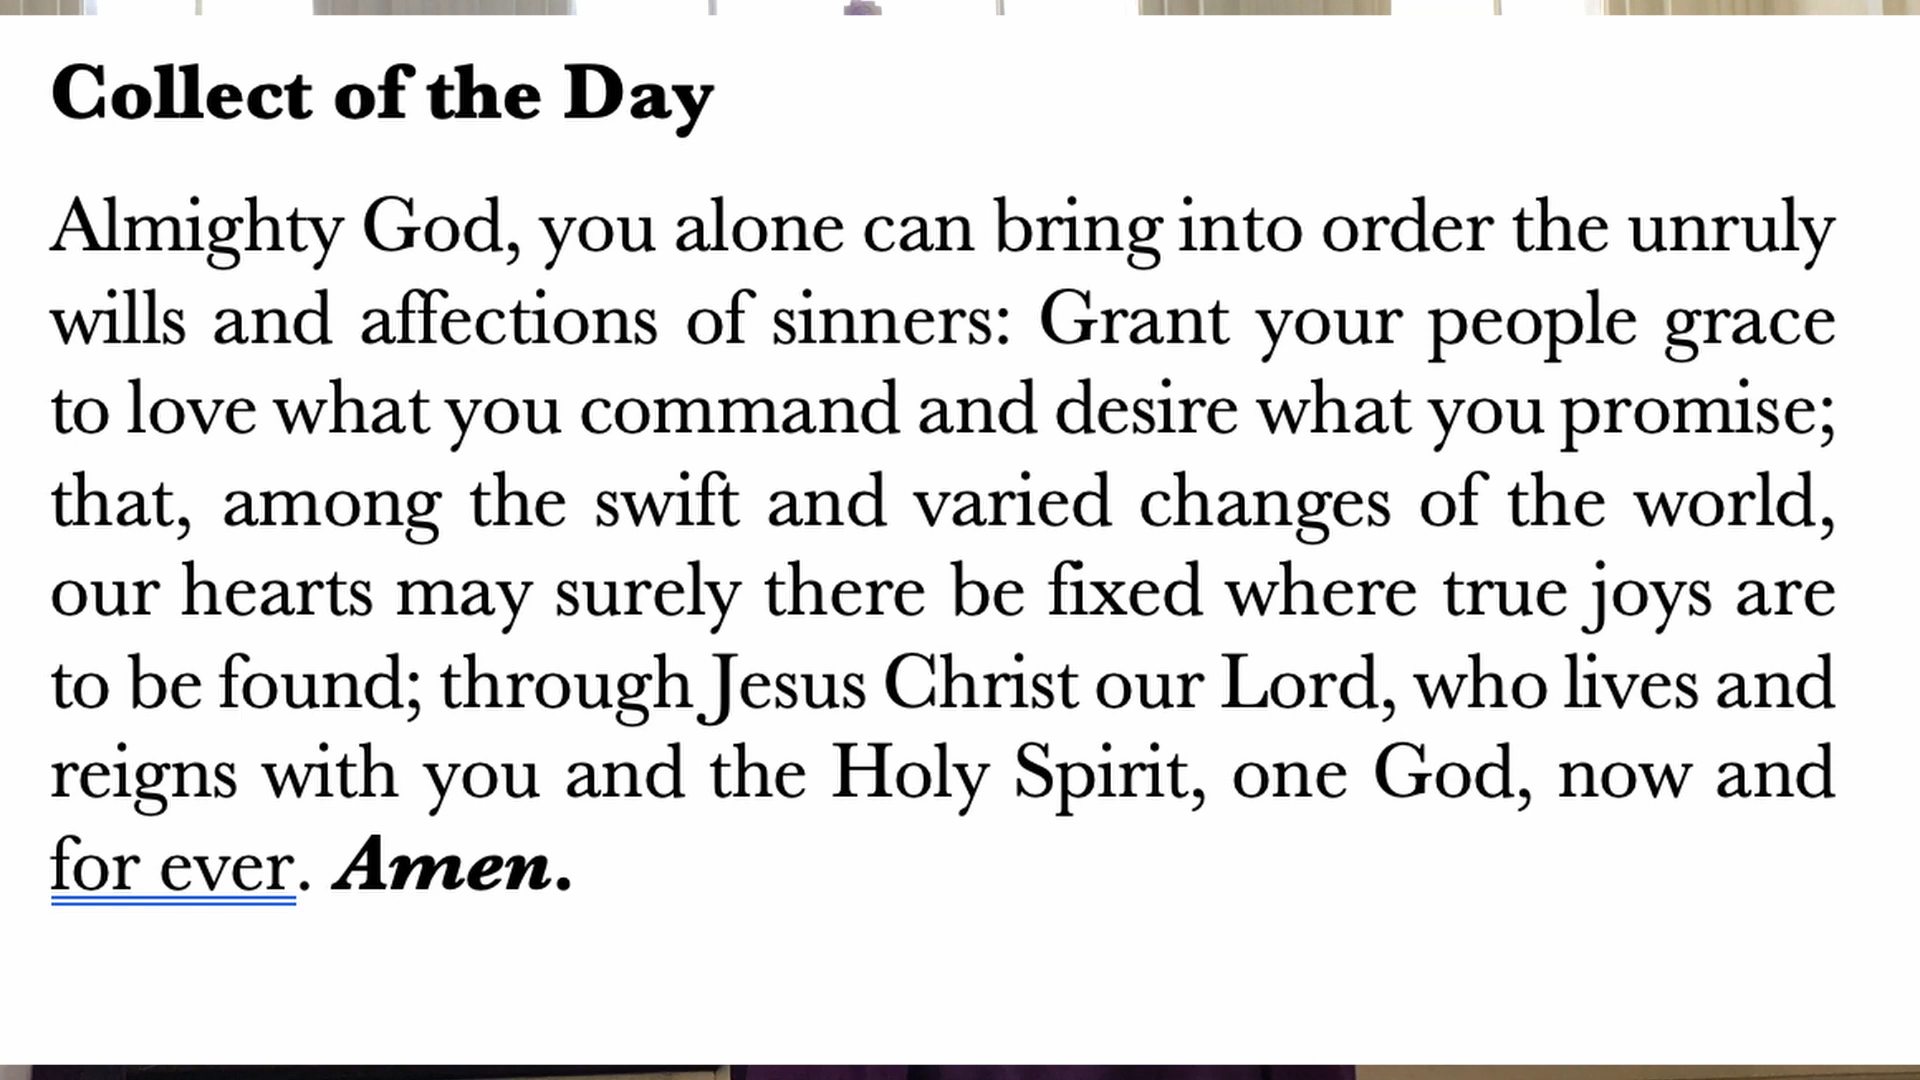 Collect of the Day
Almighty God, you alone can bring into order the unruly
wills and affections of sinners: Grant your people grace
to love what you command and desire what you promise;
that, among the swift and varied changes of the world,
our hearts may surely there be fixed where true joys are
to be found; through Jesus Christ our Lord, who lives and
reigns with you and the Holy Spirit, one God, now and
for ever. Amen.